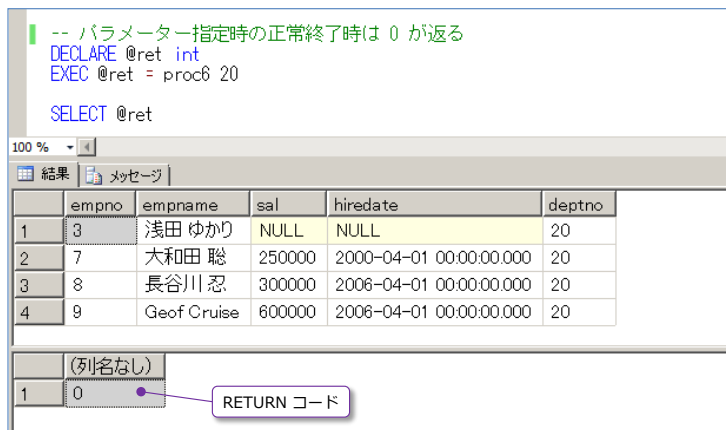 -- パラメーター指定時の正常終了時は 0 が返る
DECLARE @ret int
EXEC @ret = proc6 20
SELECT @ret
100 %
結果 メッセージ
empno empname sal hiredate deptno
1 3 浅田 ゆかり NULL NULL 20
2 7 大和田 聡 250000 2000-04-01 00:00:00.000 20
3 8 長谷川 忍 300000 2006-04-01 00:00:00.000 20
4 9 Geof Cruise 600000 2006-04-01 00:00:00.000 20
(列名なし)
1 0
RETURN コード